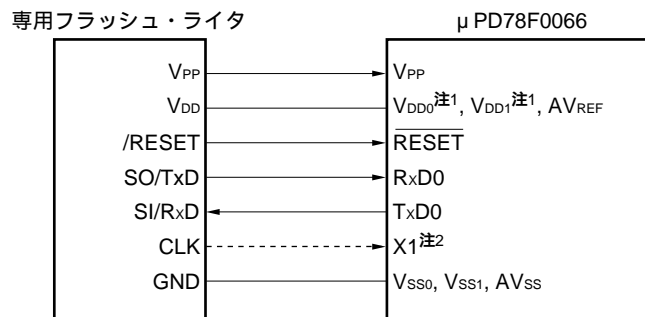 専用フラッシュ・ライタ μPD78F0066
VPP VPP
VDD VDD0注1, VDD1注1, AVREF
/RESET RESET
SO/TxD RxD0
SI/RxD TxD0
CLK X1注2
GND VSS0, VSS1, AVSS